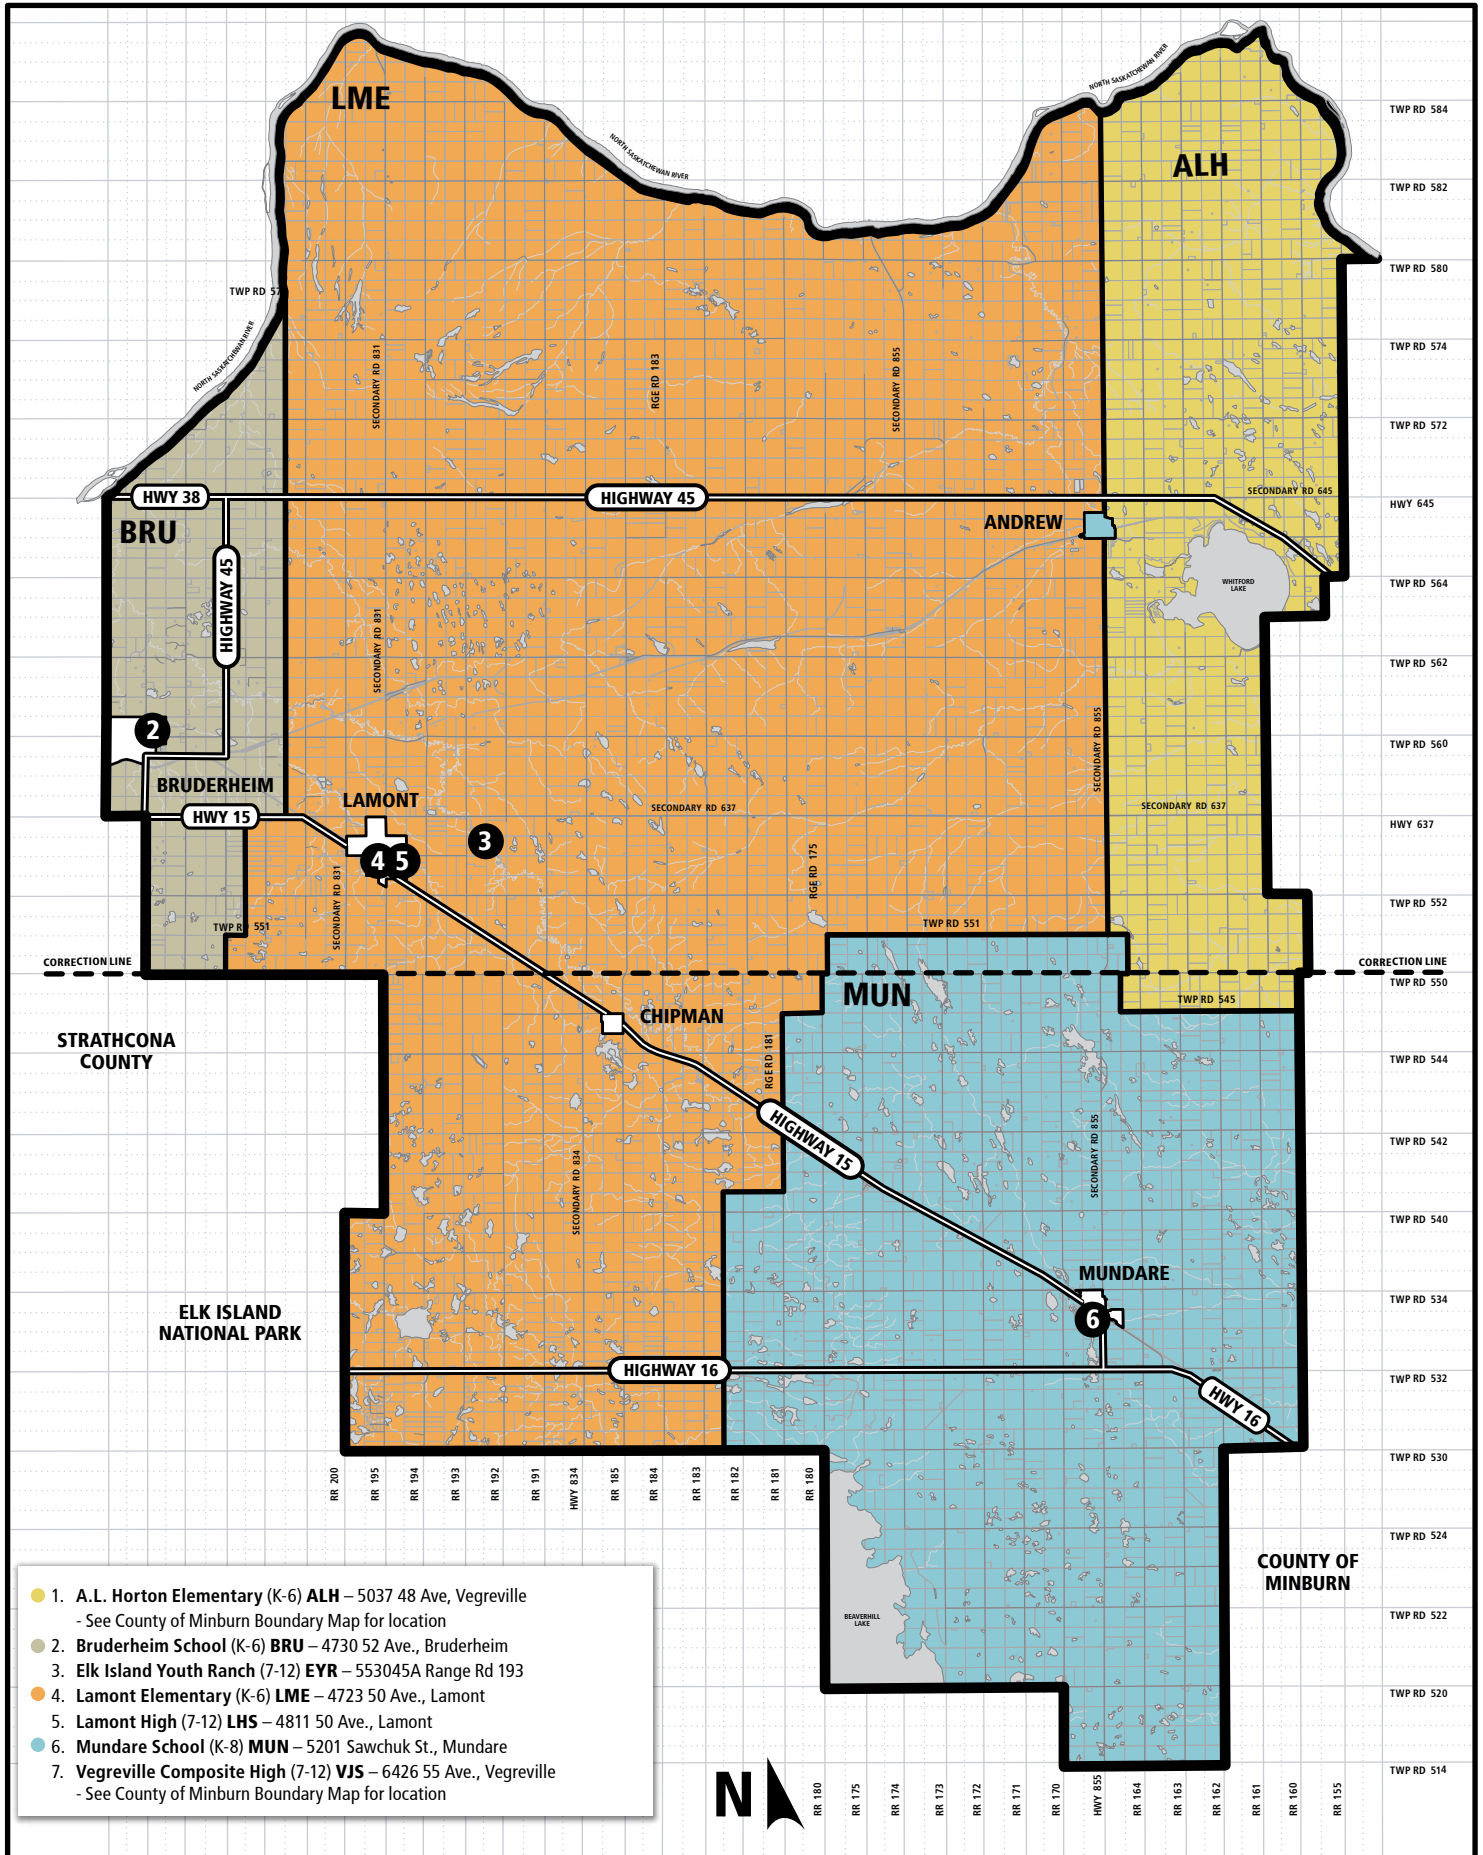 NORTH SASKATCHEWAN RIVER
LME
TWP RD 584
NORTH SASKATCHEWAN RIVER
ALH
TWP RD 582
TWP RD 580
TWP RD 57
NORTH SASKATCHEWAN RIVER
SECONDARY RD 831
RGE RD 183
SECONDARY RD 855
TWP RD 574
TWP RD 572
HWY 38
HIGHWAY 45
SECONDARY RD 645
HWY 645
BRU
ANDREW
HIGHWAY 45
WHITFORD
LAKE
TWP RD 564
SECONDARY RD 831
TWP RD 562
2
SECONDARY RD 855
TWP RD 560
BRUDERHEIM
LAMONT
SECONDARY RD 637
SECONDARY RD 637
HWY 15
HWY 637
3
4
5
SECONDARY RD 831
RGE RD 175
TWP RD 552
TWP RD 551
TWP RD 551
CORRECTION LINE
CORRECTION LINE
TWP RD 550
MUN
TWP RD 545
CHIPMAN
STRATHCONA
COUNTY
RGE RD 181
TWP RD 544
HIGHWAY 15
TWP RD 542
SECONDARY RD 834
SECONDARY RD 855
TWP RD 540
MUNDARE
TWP RD 534
ELK ISLAND
NATIONAL PARK
6
HIGHWAY 16
TWP RD 532
HWY 16
TWP RD 530
RR 200
RR 195
RR 194
RR 193
RR 192
RR 191
HWY 834
RR 185
RR 184
RR 183
RR 182
RR 181
RR 180
TWP RD 524
COUNTY OF
MINBURN
BEAVERHILL
LAKE
TWP RD 522
TWP RD 520
TWP RD 514
1. A.L. Horton Elementary (K-6) ALH – 5037 48 Ave, Vegreville
- See County of Minburn Boundary Map for location
2. Bruderheim School (K-6) BRU – 4730 52 Ave., Bruderheim
3. Elk Island Youth Ranch (7-12) EYR – 553045A Range Rd 193
4. Lamont Elementary (K-6) LME – 4723 50 Ave., Lamont
5. Lamont High (7-12) LHS – 4811 50 Ave., Lamont
6. Mundare School (K-8) MUN – 5201 Sawchuk St., Mundare
7. Vegreville Composite High (7-12) VJS – 6426 55 Ave., Vegreville
- See County of Minburn Boundary Map for location
N
RR 180
RR 175
RR 174
RR 173
RR 172
RR 171
RR 170
HWY 855
RR 164
RR 163
RR 162
RR 161
RR 160
RR 155